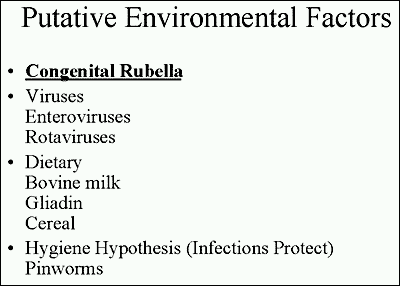 Putative Environmental Factors
• Congenital Rubella
• Viruses
Enteroviruses
Rotaviruses
• Dietary
Bovine milk
Gliadin
Cereal
• Hygiene Hypothesis (Infections Protect)
Pinworms